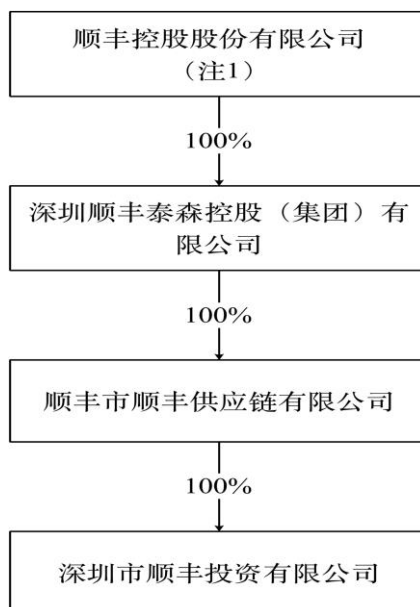 顺丰控股股份有限公司
（注1）
100%
深圳顺丰泰森控股（集团）有
限公司
100%
顺丰市顺丰供应链有限公司
100%
深圳市顺丰投资有限公司